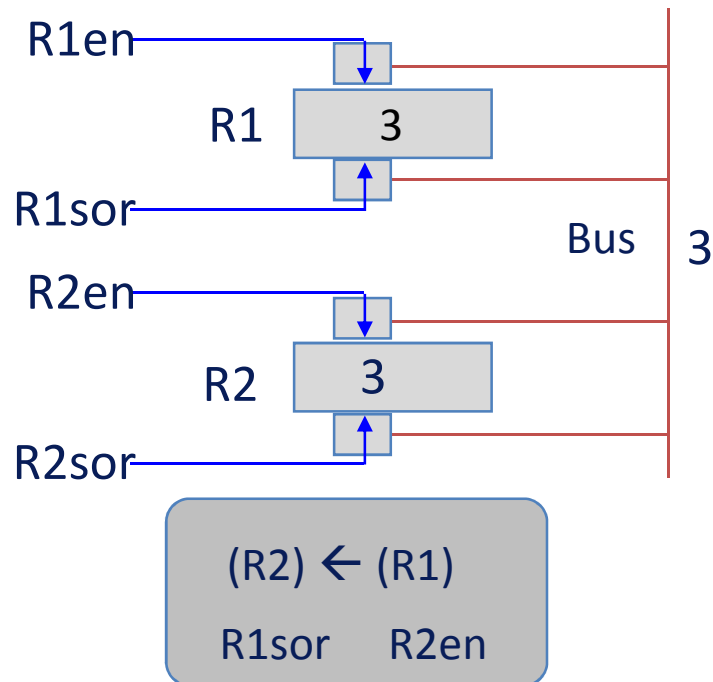 R1en
R1 3
R1sor
Bus 3
R2en
R2 3
R2sor
(R2) ← (R1)
R1sor R2en